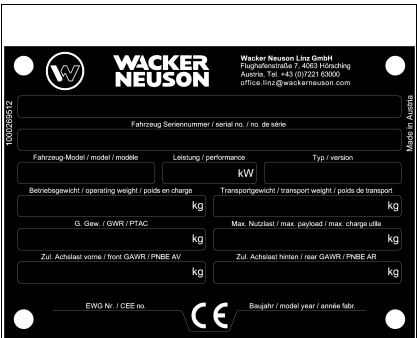 WACKER
NEUSON
Wacker Neuson Linz GmbH
Flughafenstraße 7, 4063 Hörsching
Austria, Tel. +43 (0)7221 63000
office.linz@wackerneuson.com
1000269512
Made in Austria
Fahrzeug Seriennummer / serial no. / no. de série
Fahrzeug-Model / model / modèle
Leistung / performance
Typ / version
kW
Betriebsgewicht / operating weight / poids en charge
Transportgewicht / transport weight / poids de transport
kg
kg
G. Gew. / GWR / PTAC
Max. Nutzlast / max. payload / max. charge utile
kg
kg
Zul. Achslast vorne / front GAWR / PNBE AV
Zul. Achslast hinten / rear GAWR / PNBE AR
kg
kg
EWG Nr. / CEE no.
CE
Baujahr / model year / année fabr.